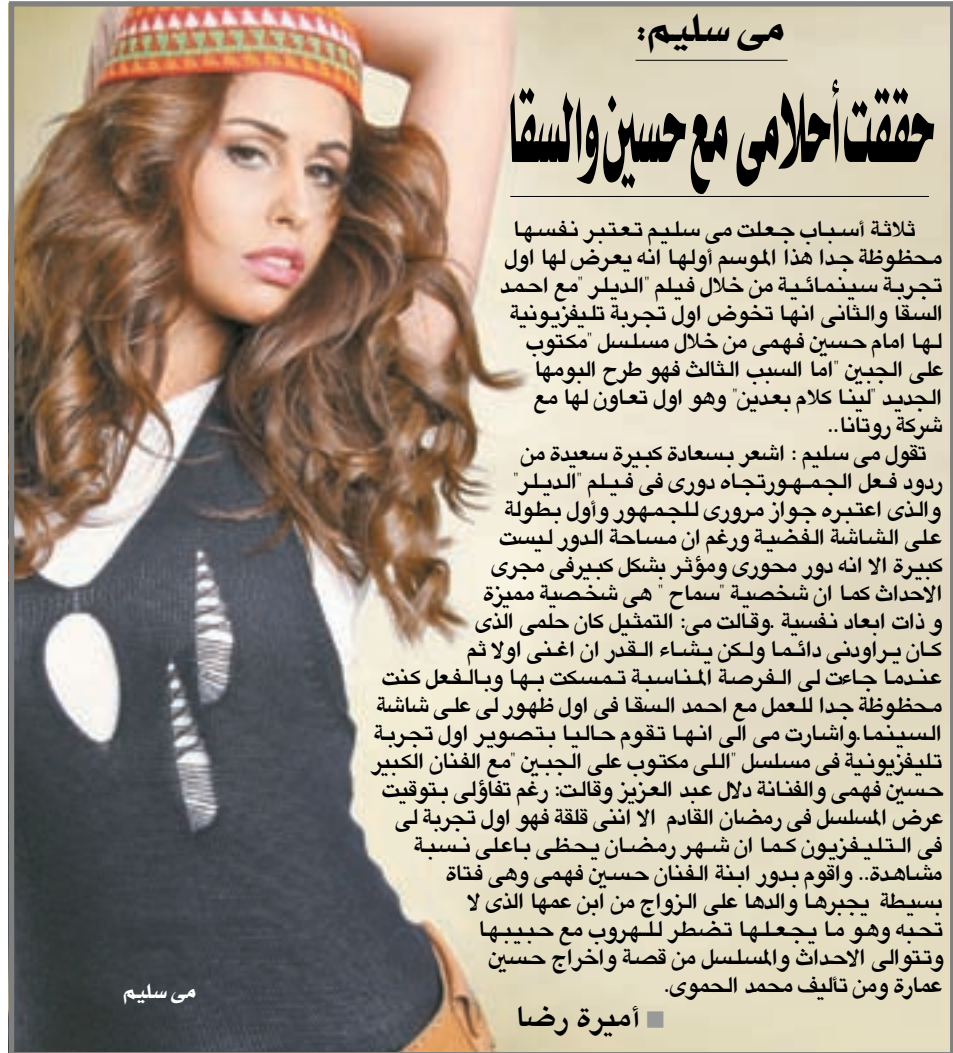 مى سليم:
حققت أحلامى مع حسين والسقا
ثلاثة أسباب جعلت مى سليم تعتبر نفسها
محظوظة جدا هذا الموسم أولها انه يعرض لها اول
تجربة سينمائية من خلال فيلم "الديلر "مع احمد
السقا والثانى انها تخوض اول تجربة تليفزيونية
لها امام حسين فهمى من خلال مسلسل "مكتوب
على الجبين "اما السبب الثالث فهو طرح البومها
الجديد "لينا كلام بعدين" وهو اول تعاون لها مع
شركة روتانا..
تقول مى سليم : اشعر بسعادة كبيرة سعيدة من
ردود فعل الجمهورتجاه دورى فى فيلم "الديلر"
والذى اعتبره جواز مرورى للجمهور وأول بطولة
على الشاشة الفضية ورغم ان مساحة الدور ليست
كبيرة الا انه دور محورى ومؤثر بشكل كبيرفى مجرى
الاحداث كما ان شخصية "سماح " هى شخصية مميزة
و ذات ابعاد نفسية .وقالت مى: التمثيل كان حلمى الذى
كان يراودنى دائما ولكن يشاء القدر ان اغنى اولا ثم
عندما جاءت لى الفرصة المناسبة تمسكت بها وبالفعل كنت
محظوظة جدا للعمل مع احمد السقا فى اول ظهور لى على شاشة
السينما.واشارت مى الى انها تقوم حاليا بتصوير اول تجربة
تليفزيونية فى مسلسل "اللى مكتوب على الجبين "مع الفنان الكبير
حسين فهمى والفنانة دلال عبد العزيز وقالت: رغم تفاؤلى بتوقيت
عرض المسلسل فى رمضان القادم الا اننى قلقة فهو اول تجربة لى
فى التليفزيون كما ان شهر رمضان يحظى باعلى نسبة
مشاهدة.. واقوم بدور ابنة الفنان حسين فهمى وهى فتاة
بسيطة يجبرها والدها على الزواج من ابن عمها الذى لا
تحبه وهو ما يجعلها تضطر للهروب مع حبيبها
وتتوالى الاحداث والمسلسل من قصة واخراج حسين
عمارة ومن تأليف محمد الحموى.
■ أميرة رضا
مى سليم